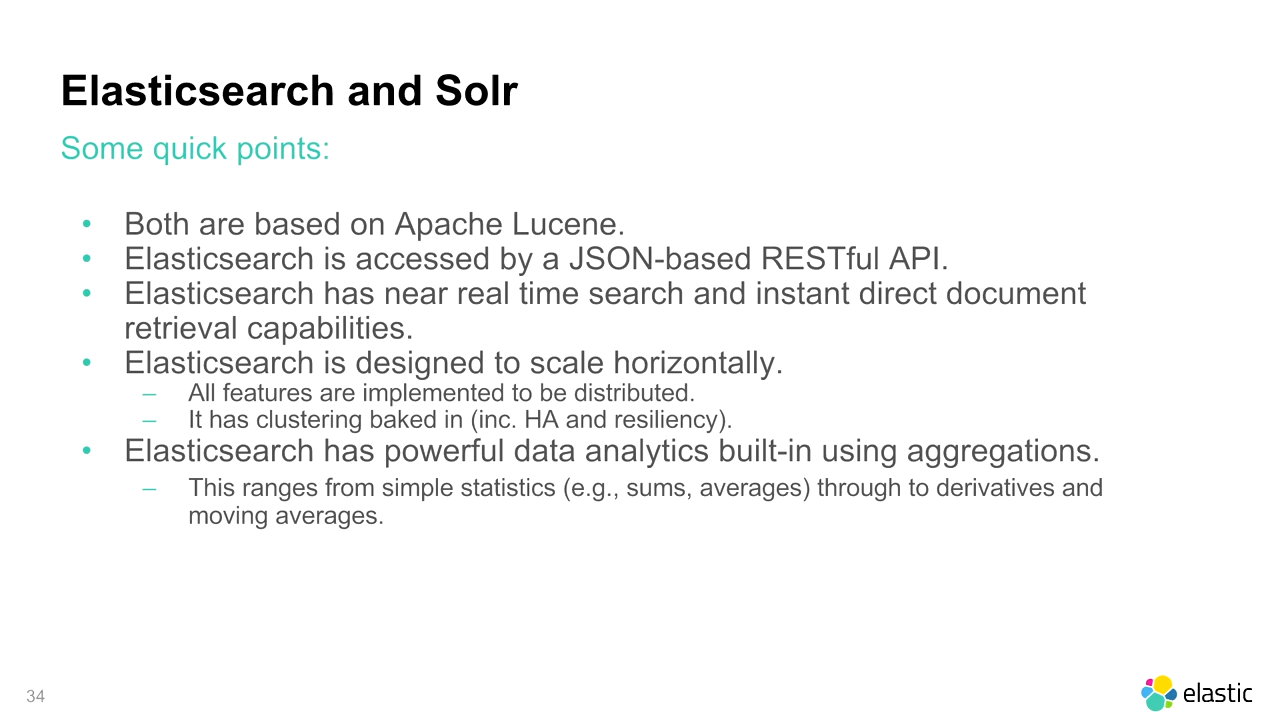 Elasticsearch and Solr
Some quick points:
• Both are based on Apache Lucene.
• Elasticsearch is accessed by a JSON-based RESTful API.
• Elasticsearch has near real time search and instant direct document
retrieval capabilities.
• Elasticsearch is designed to scale horizontally.
– All features are implemented to be distributed.
– It has clustering baked in (inc. HA and resiliency).
• Elasticsearch has powerful data analytics built-in using aggregations.
– This ranges from simple statistics (e.g., sums, averages) through to derivatives and
moving averages.
34
elastic